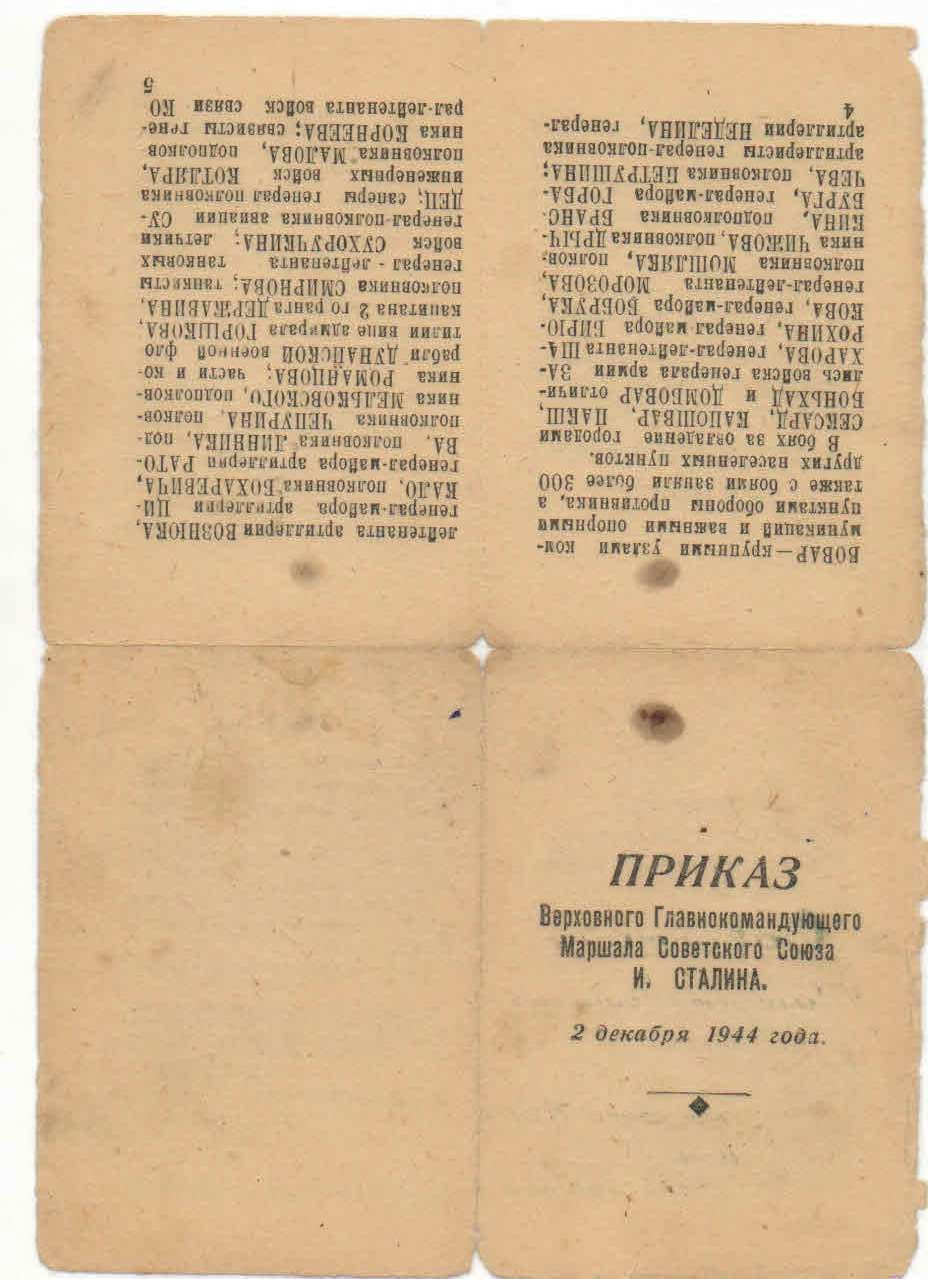 ПРИКАЗ
Верховного Главнокомандующего
Маршала Советского Союза
И. СТАЛИНА.
2 декабря 1944 года.
БОВАР—крупными узлами ком-
муникаций и важными опорными
пунктами обороны противника, а
также с боями заняли более 300
других населенных пунктов.
В боях за овладение городами
СЕКСАРД, КАПОШВАР, ПАКШ,
БОНЬХАД и ДОМБОВАР отличи-
лись войска генерала армии ЗА-
ХАРОВА, генерал-лейтенанта ША-
РОХИНА, генерал майора БИРЮ-
КОВА, генерал-майора БОБРУКА,
генерал-лейтенанта МОРОЗОВА,
полковника МОШЛЯКА, полков-
ника ЧИЖОВА, полковника ДРЫЧ-
КИНА, подполковника БРАНС-
БУРГА, генерал-майора ГОРБА-
ЧЕВА, полковника ПЕТРУШИНА;
артиллеристы генерал-полковника
артиллерии НЕДЕЛИНА, генерал-
4
лейтенанта артиллерии ВОЗНЮКА,
генерал-майора артиллерии ЦИ-
КАЛО, полковника БОХАРЕВИЧА,
генерал-майора артиллерии РАТО-
ВА, полковника ЛИВВИКА, под-
полковника ЧЕПУРИНА, полков-
ника МЕЛЬКОВСКОГО, подполков-
ника РОМАНЦОВА; части и ко-
рабли ДУНАЙСКОЙ военной фло
тилии вице адмирала ГОРШКОВА,
капитана 2 го ранга ДЕРЖАВИНА,
полковника СМИРНОВА; танкисты
генерал - лейтенанта танковых
войск СУХОРУЧКИНА; летчики
генерал-полковника авиации СУ-
ДЕЦ; саперы генерал полковника
инженерных войск КОТЛЯРА,
полковника МАЛОВА, подполков
ника КОРНЕЕВА; связисты гене-
рал-лейтенанта войск связи КО
5